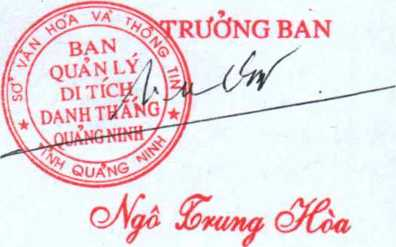 TRƯỞNG BAN
SỞ VĂN HÓA VÀ THÔNG TIN
BAN
QUẢN LÝ
DI TÍCH
DANH THẮNG
QUẢNG NINH
TỈNH QUẢNG NINH
Ngô Trung Hòa